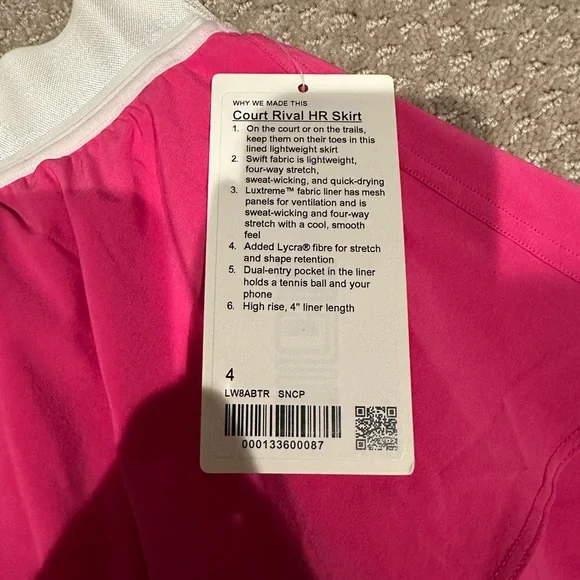 WHY WE MADE THIS
Court Rival HR Skirt
1. On the court or on the trails,
keep them on their toes in this
lined lightweight skirt
2. Swift fabric is lightweight,
four-way stretch,
sweat-wicking, and quick-drying
3. Luxtreme™ fabric liner has mesh
panels for ventilation and is
sweat-wicking and four-way
stretch with a cool, smooth
feel
4. Added Lycra® fibre for stretch
and shape retention
5. Dual-entry pocket in the liner
holds a tennis ball and your
phone
6. High rise, 4" liner length
4
LW8ABTR SNCP
000133600087